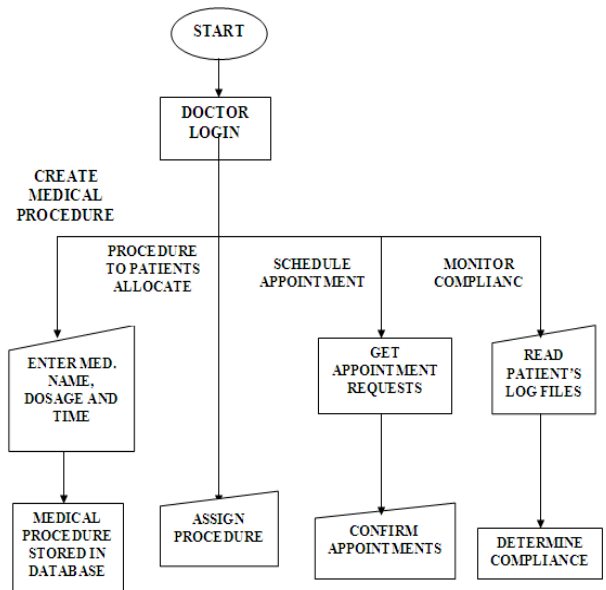 START
DOCTOR
LOGIN
CREATE
MEDICAL
PROCEDURE
PROCEDURE
TO PATIENTS
ALLOCATE
SCHEDULE
APPOINTMENT
MONITOR
COMPLIANC
ENTER MED.
NAME,
DOSAGE AND
TIME
GET
APPOINTMENT
REQUESTS
READ
PATIENT'S
LOG FILES
MEDICAL
PROCEDURE
STORED IN
DATABASE
ASSIGN
PROCEDURE
CONFIRM
APPOINTMENTS
DETERMINE
COMPLIANCE